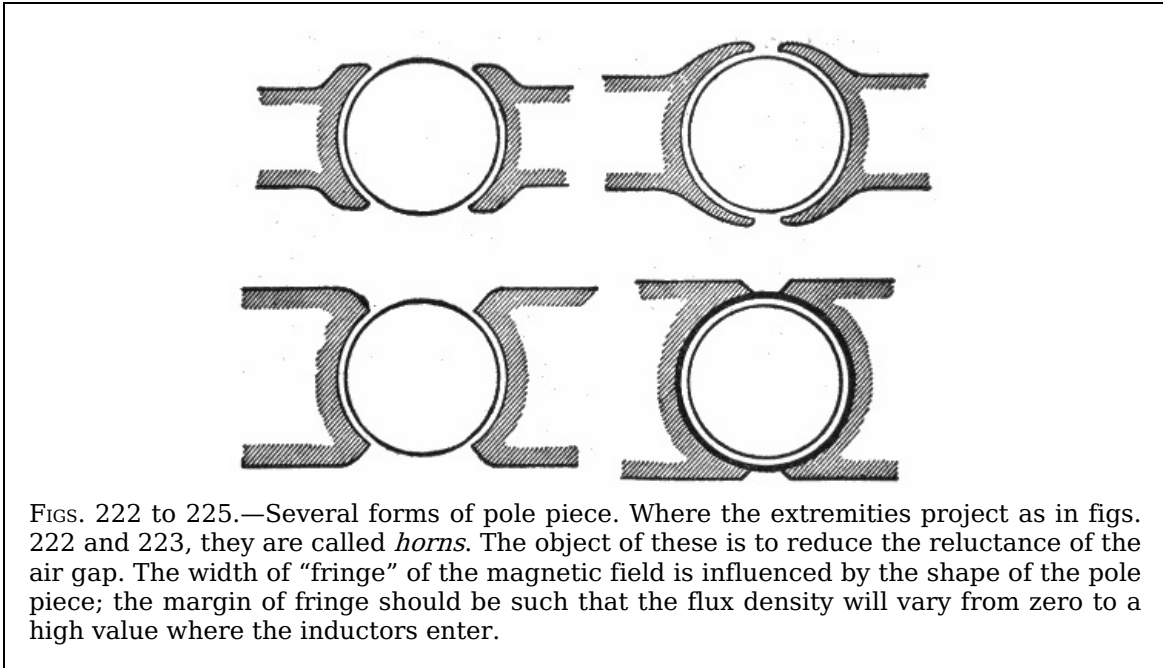 Figs. 222 to 225.—Several forms of pole piece. Where the extremities project as in figs.
222 and 223, they are called horns. The object of these is to reduce the reluctance of the
air gap. The width of “fringe” of the magnetic field is influenced by the shape of the pole
piece; the margin of fringe should be such that the flux density will vary from zero to a
high value where the inductors enter.